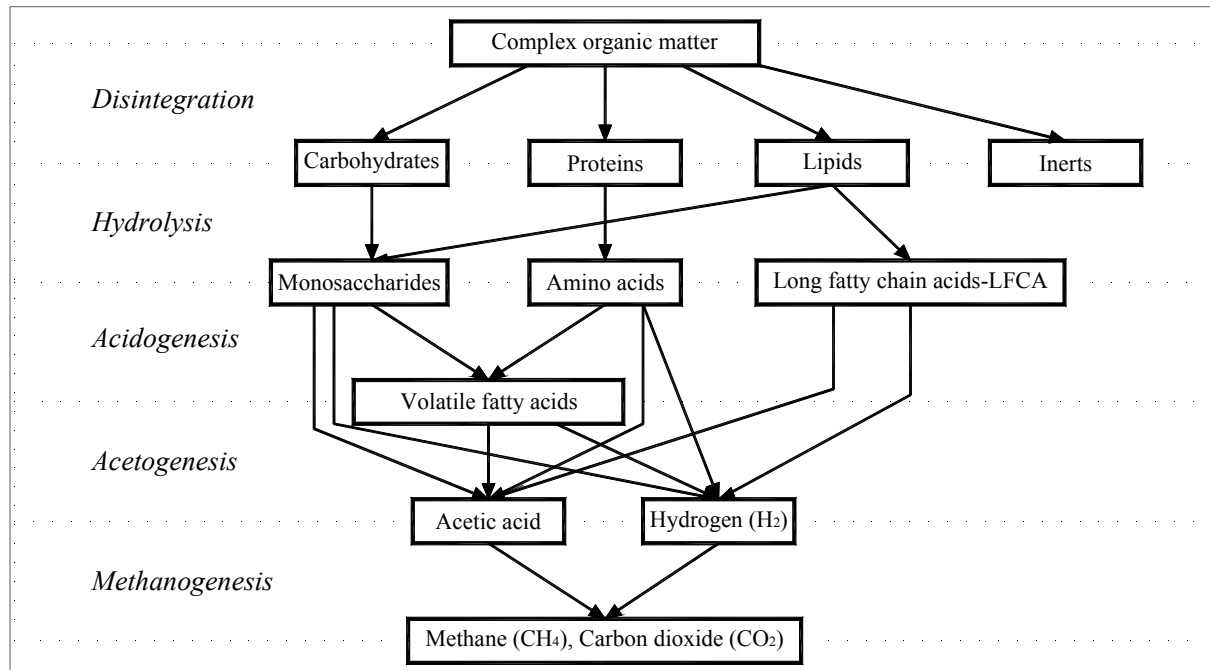 Complex organic matter
Disintegration
Carbohydrates
Proteins
Lipids
Inerts
Hydrolysis
Monosaccharides
Amino acids
Long fatty chain acids-LFCA
Acidogenesis
Volatile fatty acids
Acetogenesis
Acetic acid
Hydrogen (H₂)
Methanogenesis
Methane (CH₄), Carbon dioxide (CO₂)